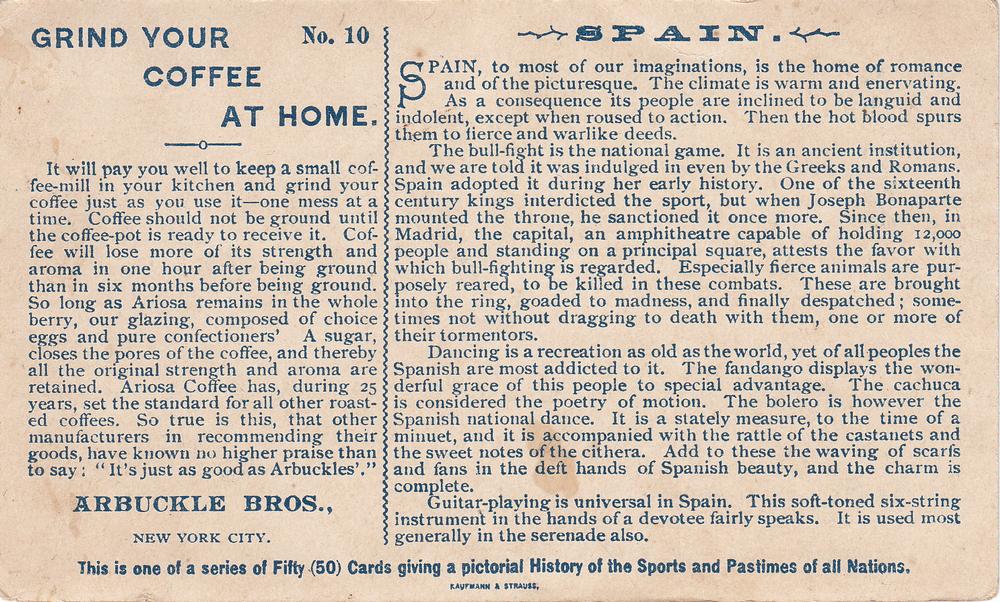 GRIND YOUR No. 10
COFFEE
AT HOME.
It will pay you well to keep a small cof-
fee-mill in your kitchen and grind your
coffee just as you use it—one mess at a
time. Coffee should not be ground until
the coffee-pot is ready to receive it. Cof-
fee will lose more of its strength and
aroma in one hour after being ground
than in six months before being ground.
So long as Ariosa remains in the whole
berry, our glazing, composed of choice
eggs and pure confectioners' A sugar,
closes the pores of the coffee, and thereby
all the original strength and aroma are
retained. Ariosa Coffee has, during 25
years, set the standard for all other roast-
ed coffees. So true is this, that other
manufacturers in recommending their
goods, have known no higher praise than
to say: "It's just as good as Arbuckles'."
ARBUCKLE BROS.,
NEW YORK CITY.
SPAIN.
SPAIN, to most of our imaginations, is the home of romance
and of the picturesque. The climate is warm and enervating.
As a consequence its people are inclined to be languid and
indolent, except when roused to action. Then the hot blood spurs
them to fierce and warlike deeds.
The bull-fight is the national game. It is an ancient institution,
and we are told it was indulged in even by the Greeks and Romans.
Spain adopted it during her early history. One of the sixteenth
century kings interdicted the sport, but when Joseph Bonaparte
mounted the throne, he sanctioned it once more. Since then, in
Madrid, the capital, an amphitheatre capable of holding 12,000
people and standing on a principal square, attests the favor with
which bull-fighting is regarded. Especially fierce animals are pur-
posely reared, to be killed in these combats. These are brought
into the ring, goaded to madness, and finally despatched; some-
times not without dragging to death with them, one or more of
their tormentors.
Dancing is a recreation as old as the world, yet of all peoples the
Spanish are most addicted to it. The fandango displays the won-
derful grace of this people to special advantage. The cachuca
is considered the poetry of motion. The bolero is however the
Spanish national dance. It is a stately measure, to the time of a
minuet, and it is accompanied with the rattle of the castanets and
the sweet notes of the cithera. Add to these the waving of scarfs
and fans in the deft hands of Spanish beauty, and the charm is
complete.
Guitar-playing is universal in Spain. This soft-toned six-string
instrument in the hands of a devotee fairly speaks. It is used most
generally in the serenade also.
This is one of a series of Fifty (50) Cards giving a pictorial History of the Sports and Pastimes of all Nations.
KAUFMANN & STRAUSS,